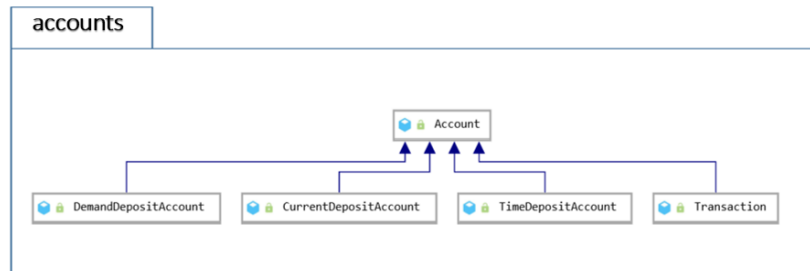 accounts
Account
DemandDepositAccount
CurrentDepositAccount
TimeDepositAccount
Transaction